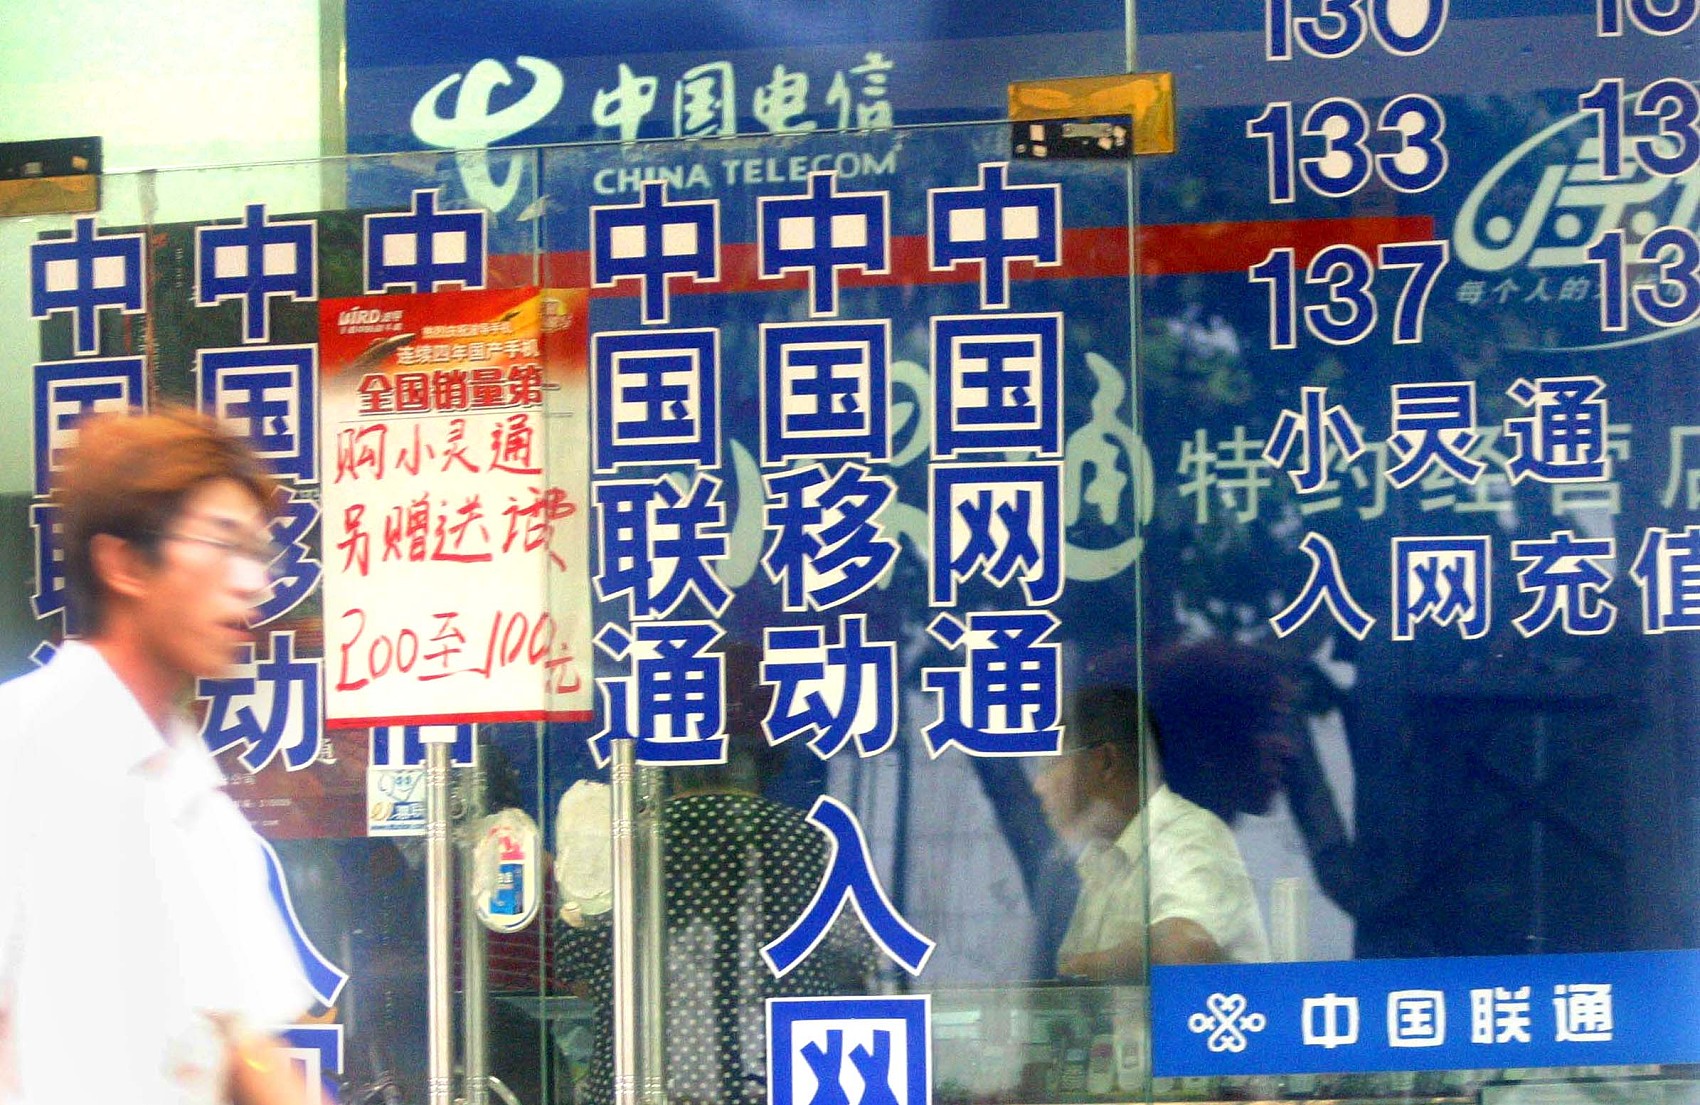 中国电信
CHINA TELECOM
中国联
中国移动
中
中国联通
中国移动
中国网通
入网
BIRD
连续四年国产手机
全国销量第一
购小灵通
另赠送话费
200至100元
130
133
137
13
13
每个人的
通
特约经营店
小灵通
入网充值
中国联通